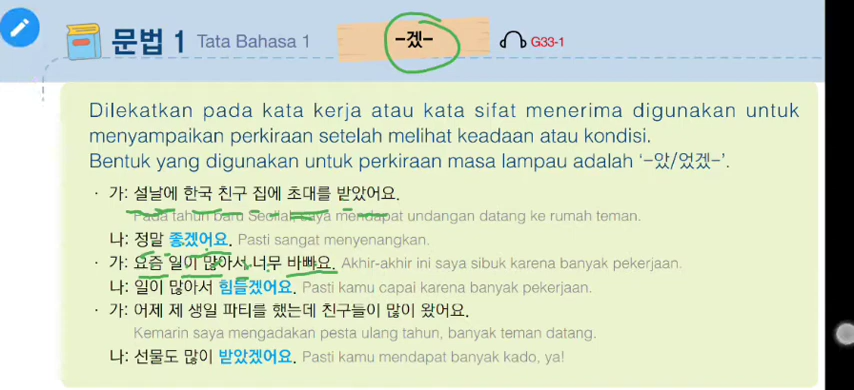 문법 1 Tata Bahasa 1 -겠- G33-1
Dilekatkan pada kata kerja atau kata sifat menerima digunakan untuk
menyampaikan perkiraan setelah melihat keadaan atau kondisi.
Bentuk yang digunakan untuk perkiraan masa lampau adalah ‘-았/었겠-’.
· 가: 설날에 한국 친구 집에 초대를 받았어요.
Pada tahun baru Seollal, saya mendapat undangan datang ke rumah teman.
나: 정말 좋겠어요. Pasti sangat menyenangkan.
· 가: 요즘 일이 많아서 너무 바빠요. Akhir-akhir ini saya sibuk karena banyak pekerjaan.
나: 일이 많아서 힘들겠어요. Pasti kamu capai karena banyak pekerjaan.
· 가: 어제 제 생일 파티를 했는데 친구들이 많이 왔어요.
Kemarin saya mengadakan pesta ulang tahun, banyak teman datang.
나: 선물도 많이 받았겠어요. Pasti kamu mendapat banyak kado, ya!